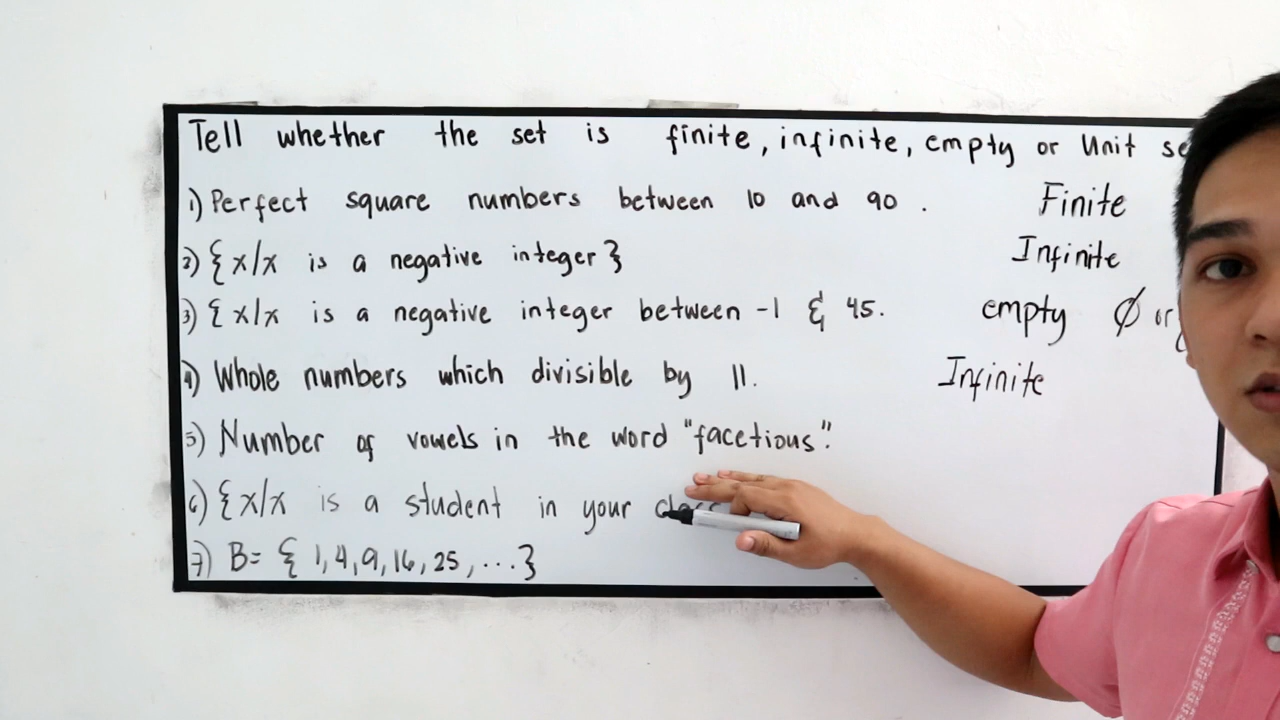 Tell whether the set is finite, infinite, empty or Unit se
1) Perfect square numbers between 10 and 90 . Finite
2) {x/x is a negative integer} Infinite
3) {x/x is a negative integer between -1 & 45. empty ∅ or
4) Whole numbers which divisible by 11. Infinite
5) Number of vowels in the word "facetious".
6) {x/x is a student in your
7) B= {1,4,9,16,25,...}